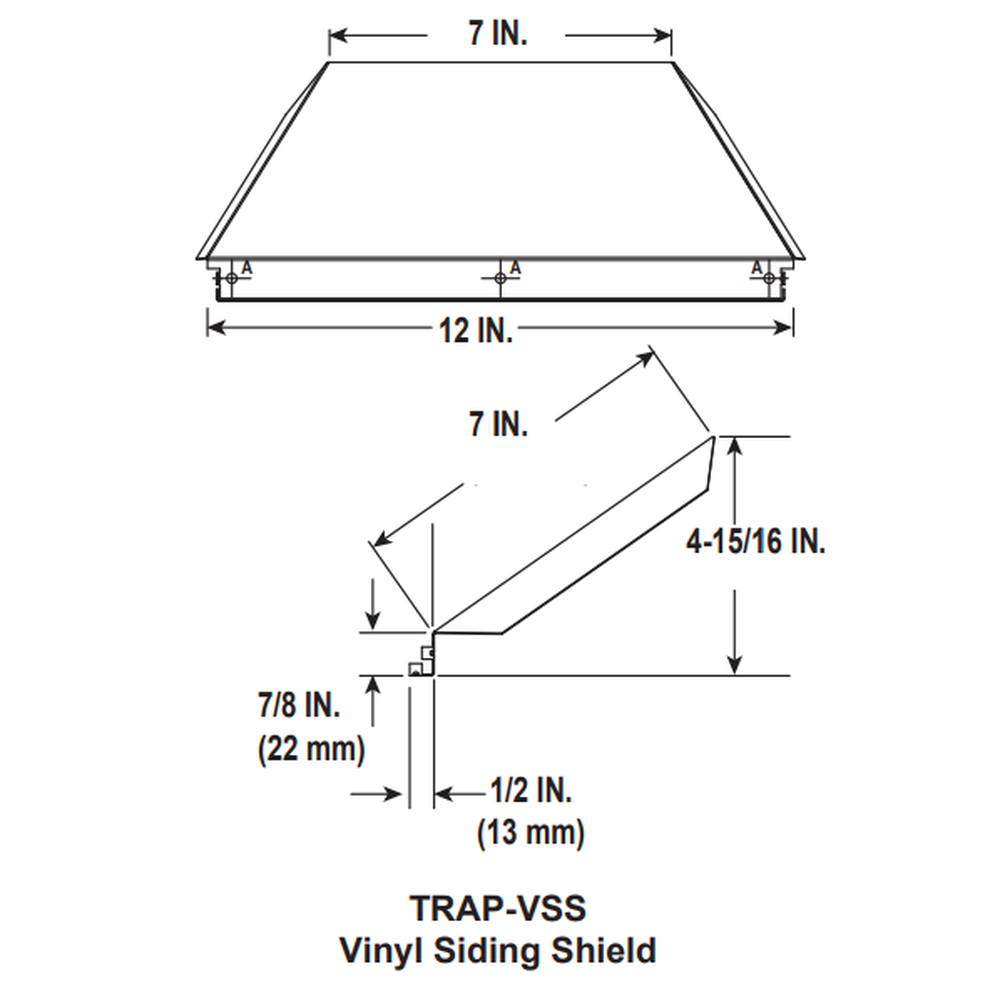 7 IN.
A A A
12 IN.
7 IN.
4-15/16 IN.
7/8 IN.
(22 mm)
1/2 IN.
(13 mm)
TRAP-VSS
Vinyl Siding Shield